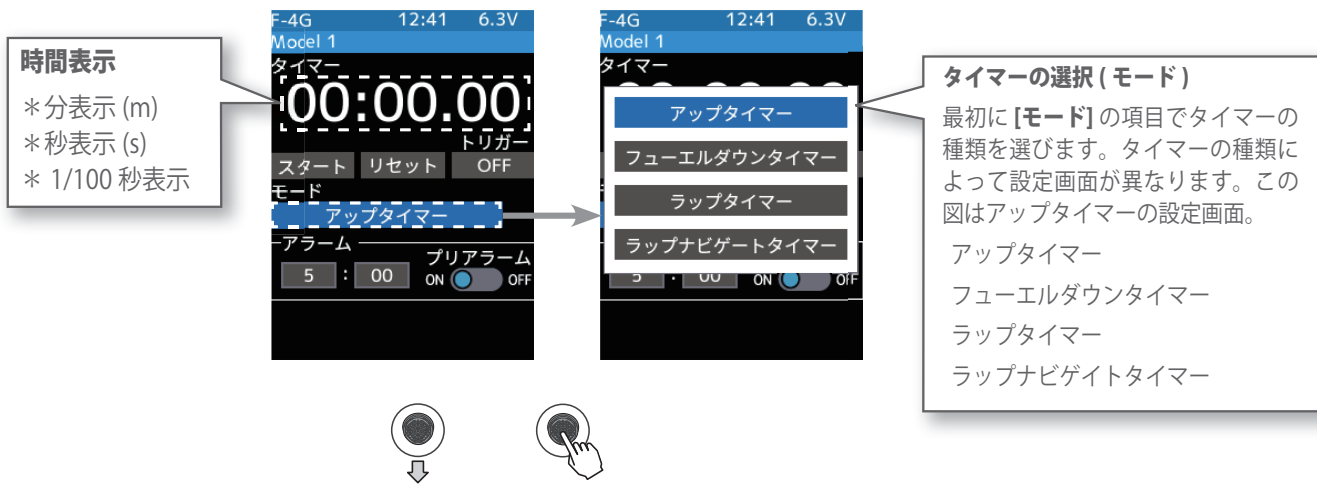 時間表示
＊分表示 (m)
＊秒表示 (s)
＊ 1/100 秒表示
F-4G 12:41 6.3V
Model 1
タイマー
00:00.00
トリガー
スタート リセット OFF
モード
アップタイマー
アラーム
プリアラーム
5 : 00 ON OFF
F-4G 12:41 6.3V
Model 1
タイマー
アップタイマー
フューエルダウンタイマー
ラップタイマー
ラップナビゲートタイマー
5 : 00 ON OFF
タイマーの選択 ( モード )
最初に [モード] の項目でタイマーの
種類を選びます。タイマーの種類に
よって設定画面が異なります。この
図はアップタイマーの設定画面。
アップタイマー
フューエルダウンタイマー
ラップタイマー
ラップナビゲイトタイマー